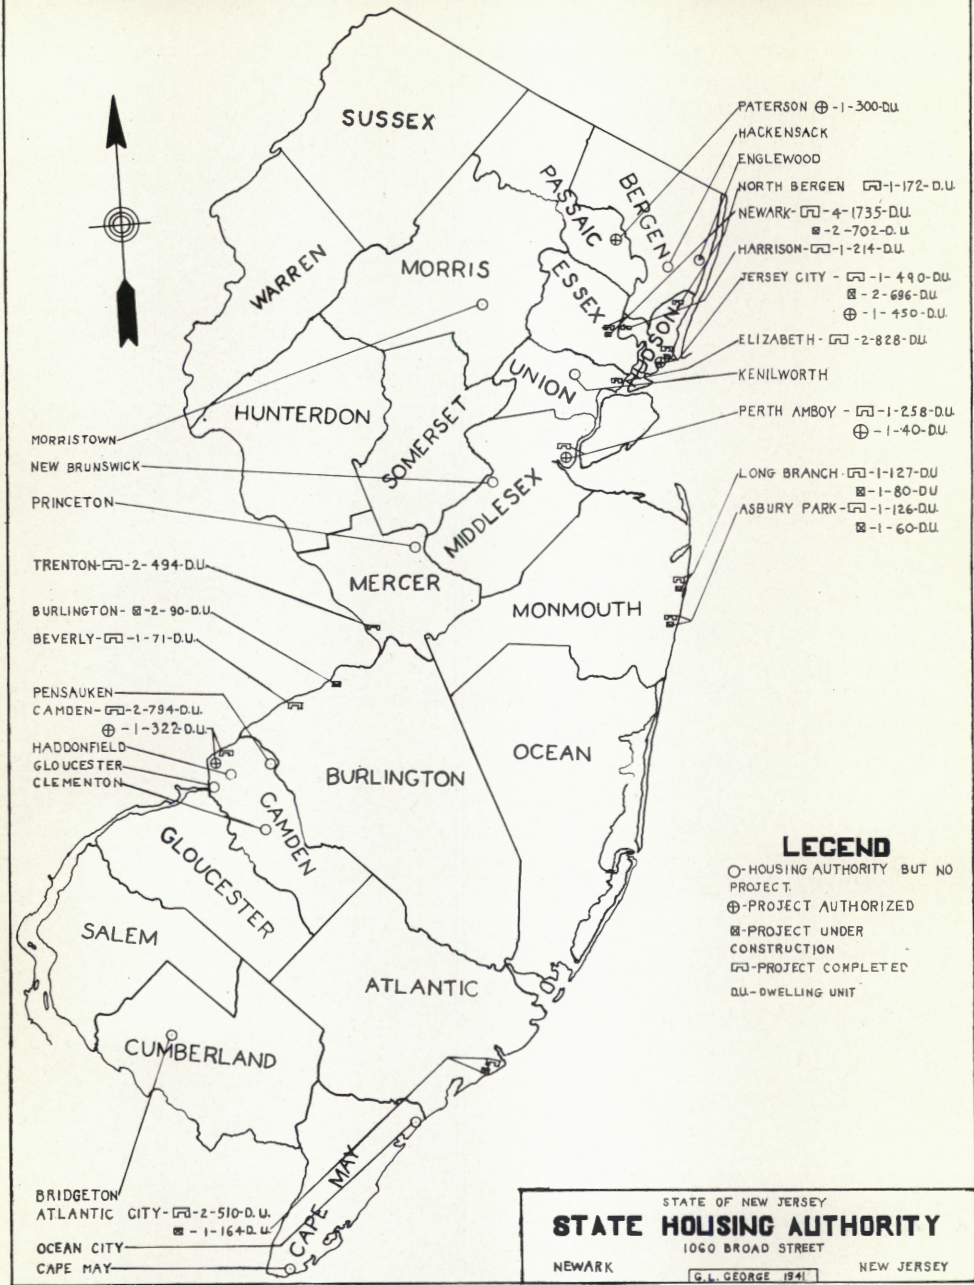 SUSSEX
PASSAIC
BERGEN
WARREN
MORRIS
ESSEX
HUDSON
UNION
HUNTERDON
SOMERSET
MIDDLESEX
MERCER
MONMOUTH
OCEAN
BURLINGTON
CAMDEN
GLOUCESTER
SALEM
ATLANTIC
CUMBERLAND
CAPE MAY
PATERSON ⊕-1-300-D.U.
HACKENSACK
ENGLEWOOD
NORTH BERGEN -1-172-D.U.
NEWARK- -4-1735-D.U.
⊠-2-702-D.U.
HARRISON- -1-214-D.U.
JERSEY CITY - -1-490-D.U.
⊠ -2-696-D.U.
⊕ -1-450-D.U.
ELIZABETH- -2-828-D.U.
KENILWORTH
PERTH AMBOY - -1-258-D.U.
⊕ -1-40-D.U.
LONG BRANCH- -1-127-D.U
⊠-1-80-D.U
ASBURY PARK- -1-126-D.U.
⊠-1-60-D.U.
MORRISTOWN
NEW BRUNSWICK
PRINCETON
TRENTON- -2-494-D.U.
BURLINGTON- ⊠-2-90-D.U.
BEVERLY- -1-71-D.U.
PENSAUKEN
CAMDEN- -2-794-D.U.
⊕ -1-322-D.U.
HADDONFIELD
GLOUCESTER
CLEMENTON
BRIDGETON
ATLANTIC CITY- -2-510-D.U.
⊠ -1-164-D.U.
OCEAN CITY
CAPE MAY
LEGEND
○-HOUSING AUTHORITY BUT NO
PROJECT.
⊕-PROJECT AUTHORIZED
⊠-PROJECT UNDER
CONSTRUCTION
-PROJECT COMPLETED
D.U.-DWELLING UNIT
STATE OF NEW JERSEY
STATE HOUSING AUTHORITY
1060 BROAD STREET
NEWARK NEW JERSEY
G.L. GEORGE 1941